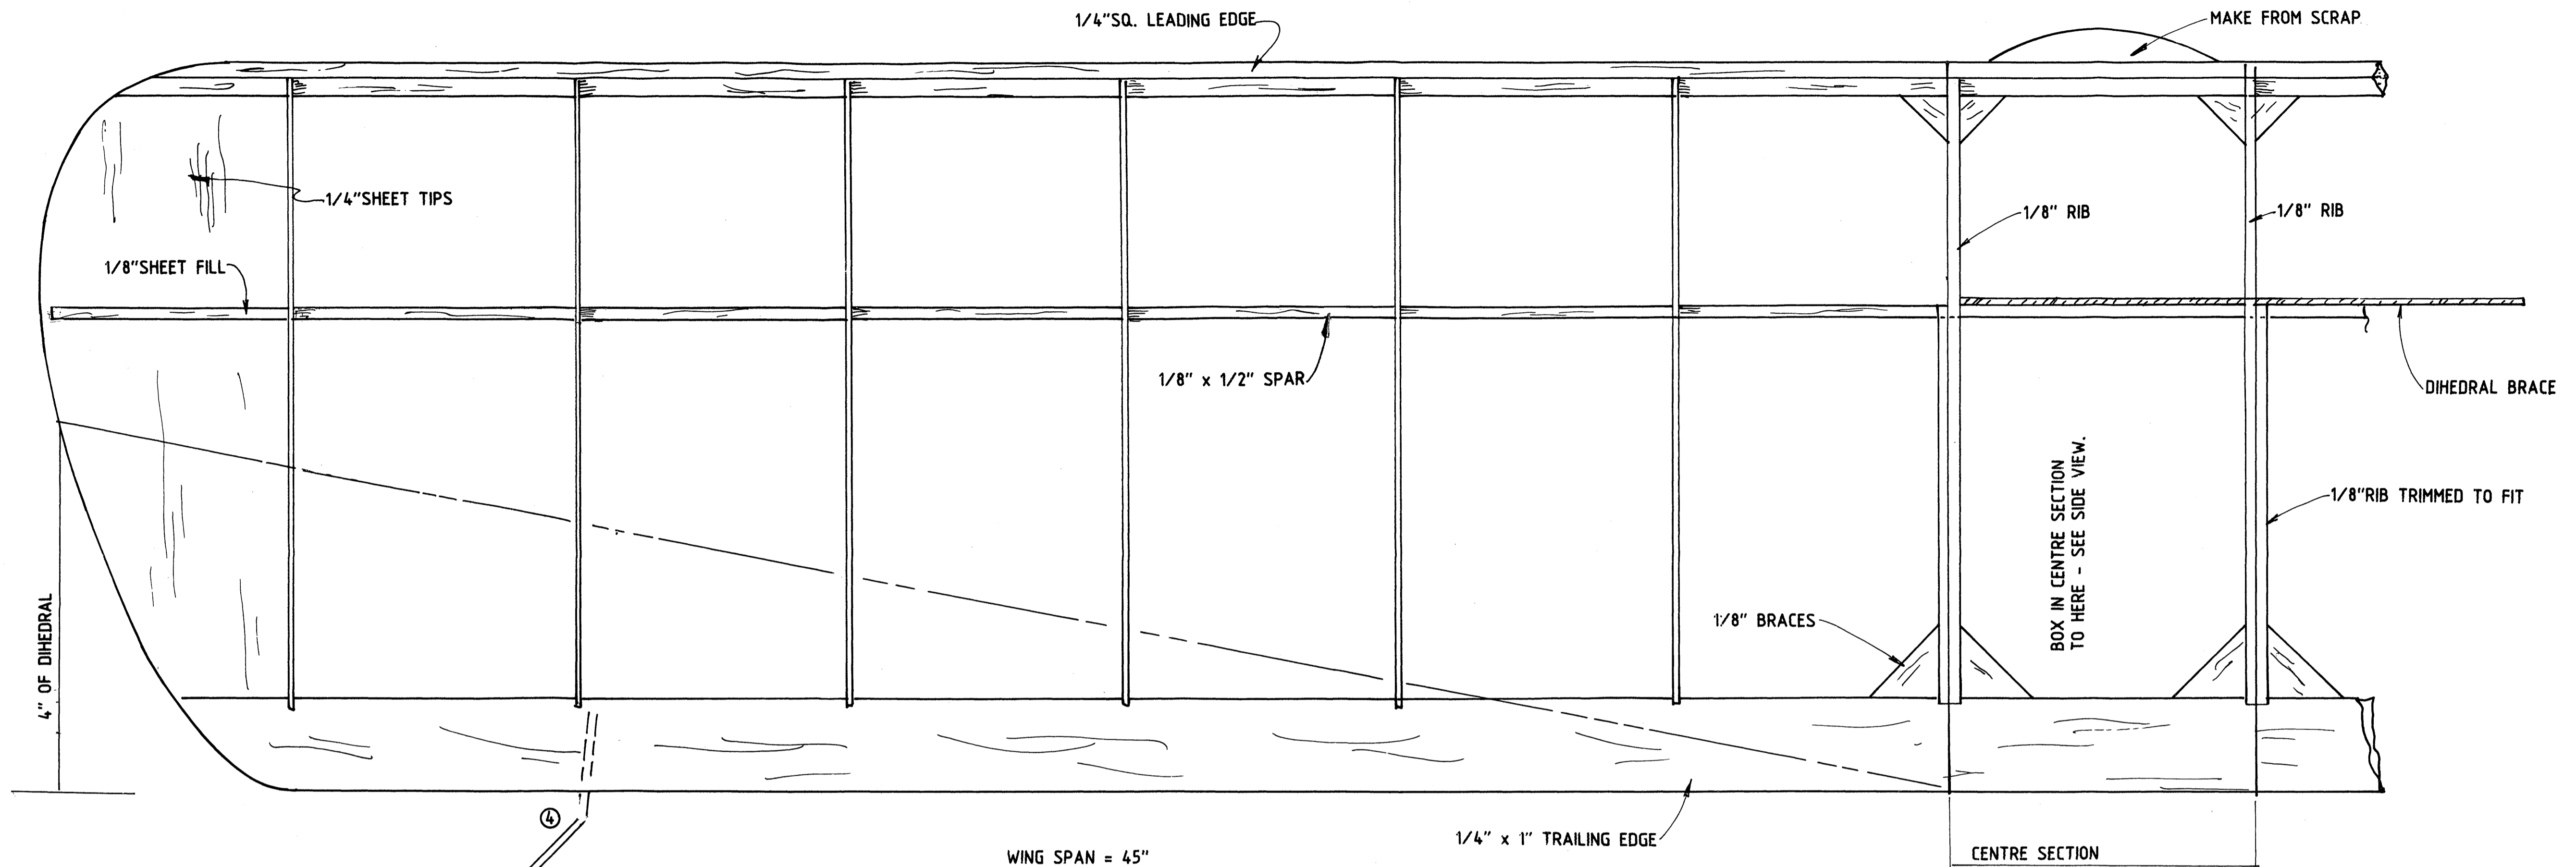 1/4"SQ. LEADING EDGE
MAKE FROM SCRAP
1/4"SHEET TIPS
1/8" RIB
1/8" RIB
1/8"SHEET FILL
1/8" x 1/2" SPAR
DIHEDRAL BRACE
BOX IN CENTRE SECTION
TO HERE - SEE SIDE VIEW.
1/8"RIB TRIMMED TO FIT
4" OF DIHEDRAL
1/8" BRACES
4
1/4" x 1" TRAILING EDGE
WING SPAN = 45"
CENTRE SECTION